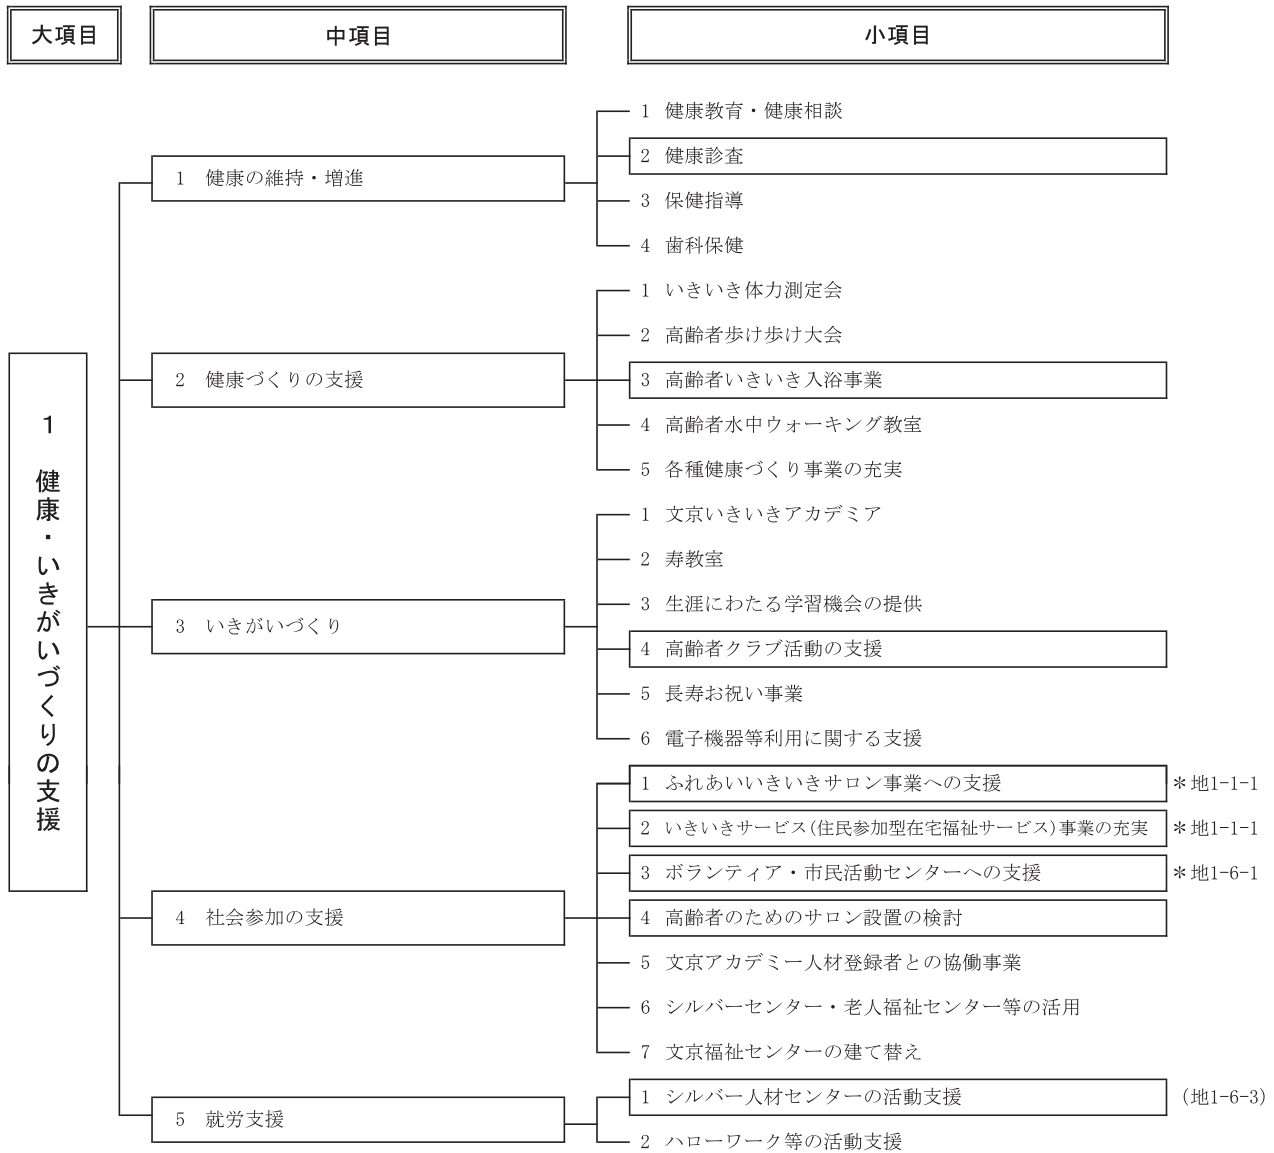 大項目
中項目
小項目
1 健康・いきがいづくりの支援
1 健康の維持・増進
1 健康教育・健康相談
2 健康診査
3 保健指導
4 歯科保健
2 健康づくりの支援
1 いきいき体力測定会
2 高齢者歩け歩け大会
3 高齢者いきいき入浴事業
4 高齢者水中ウォーキング教室
5 各種健康づくり事業の充実
3 いきがいづくり
1 文京いきいきアカデミア
2 寿教室
3 生涯にわたる学習機会の提供
4 高齢者クラブ活動の支援
5 長寿お祝い事業
6 電子機器等利用に関する支援
4 社会参加の支援
1 ふれあいいきいきサロン事業への支援 *地1-1-1
2 いきいきサービス(住民参加型在宅福祉サービス)事業の充実 *地1-1-1
3 ボランティア・市民活動センターへの支援 *地1-6-1
4 高齢者のためのサロン設置の検討
5 文京アカデミー人材登録者との協働事業
6 シルバーセンター・老人福祉センター等の活用
7 文京福祉センターの建て替え
5 就労支援
1 シルバー人材センターの活動支援 (地1-6-3)
2 ハローワーク等の活動支援